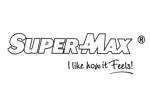 SUPER-MAX ®
I like how it Feels!